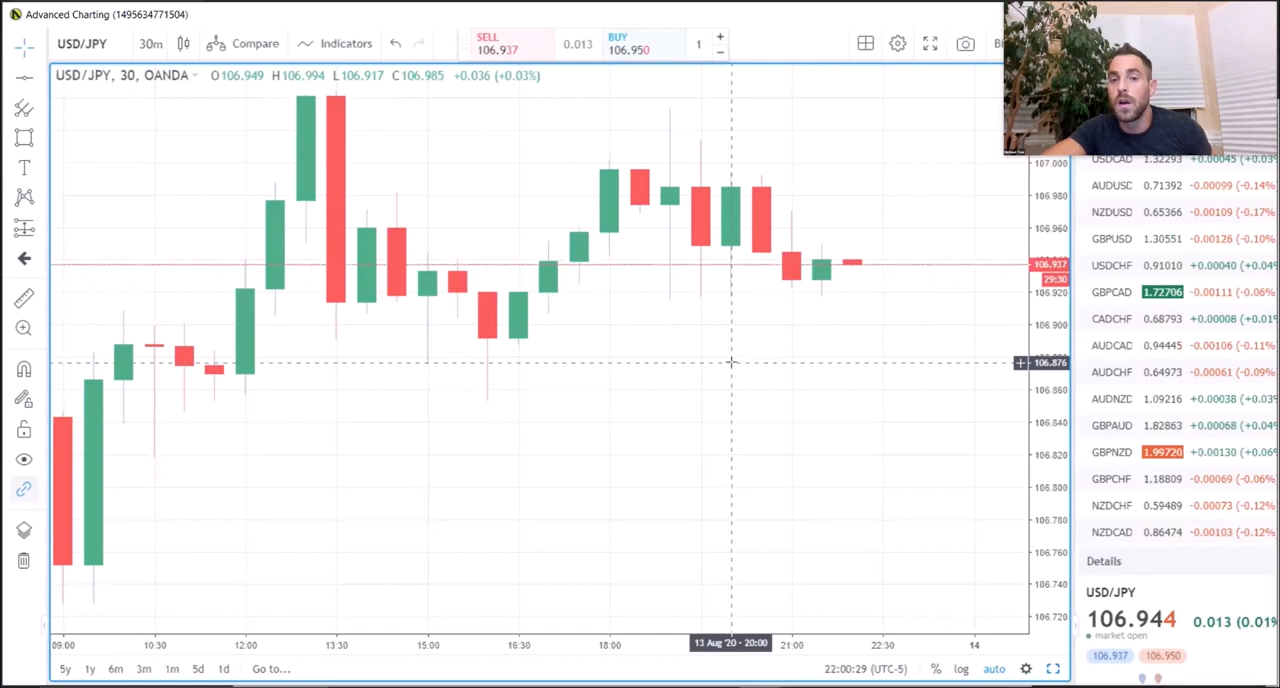 Advanced Charting (1495634771504)
USD/JPY 30m Compare Indicators
SELL 106.937 0.013 BUY 106.950 1 + −
USD/JPY, 30, OANDA O106.949 H106.994 L106.917 C106.985 +0.036 (+0.03%)
107.000
106.980
106.960
106.937
29:30
106.920
106.900
106.876
106.860
106.840
106.820
106.800
106.780
106.760
106.740
106.720
09:00 10:30 12:00 13:30 15:00 16:30 18:00 13 Aug '20 - 20:00 21:00 22:30 14
5y 1y 6m 3m 1m 5d 1d Go to... 22:00:29 (UTC-5) % log auto
USDCAD 1.32293 +0.00045 (+0.03%
AUDUSD 0.71392 -0.00099 (-0.14%
NZDUSD 0.65366 -0.00109 (-0.17%
GBPUSD 1.30551 -0.00126 (-0.10%
USDCHF 0.91010 +0.00040 (+0.04%
GBPCAD 1.72706 -0.00111 (-0.06%
CADCHF 0.68793 +0.00008 (+0.01%
AUDCAD 0.94445 -0.00106 (-0.11%
AUDCHF 0.64973 -0.00061 (-0.09%
AUDNZD 1.09216 +0.00038 (+0.03%
GBPAUD 1.82863 +0.00068 (+0.04%
GBPNZD 1.99720 +0.00130 (+0.06%
GBPCHF 1.18809 -0.00069 (-0.06%
NZDCHF 0.59489 -0.00073 (-0.12%
NZDCAD 0.86474 -0.00103 (-0.12%
Details
USD/JPY
106.944 0.013 (0.01%
market open
106.937 106.950